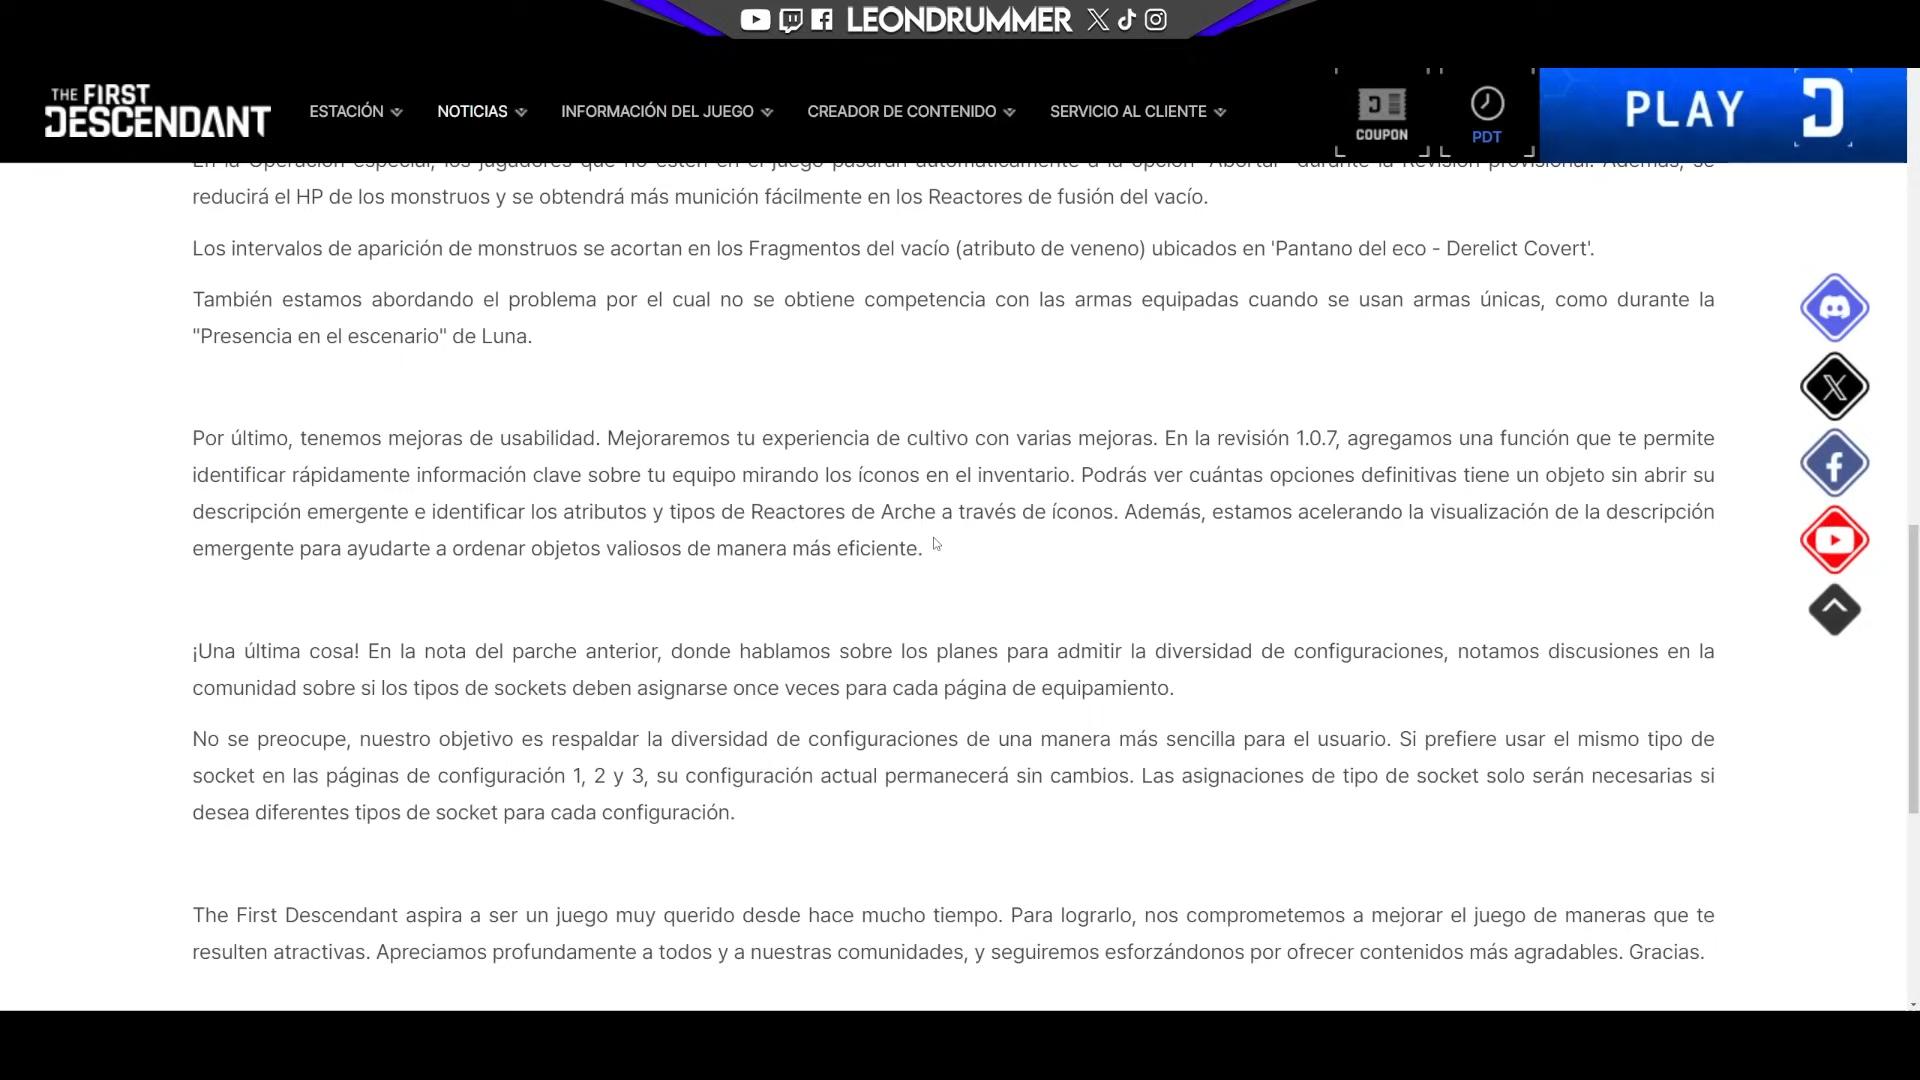 LEONDRUMMER
THE FIRST DESCENDANT
ESTACIÓN
NOTICIAS
INFORMACIÓN DEL JUEGO
CREADOR DE CONTENIDO
SERVICIO AL CLIENTE
COUPON
PDT
PLAY
En la Operación especial, los jugadores que no estén en el juego pasarán automáticamente a la opción "Abortar" durante la Revisión provisional. Además, se
reducirá el HP de los monstruos y se obtendrá más munición fácilmente en los Reactores de fusión del vacío.
Los intervalos de aparición de monstruos se acortan en los Fragmentos del vacío (atributo de veneno) ubicados en 'Pantano del eco - Derelict Covert'.
También estamos abordando el problema por el cual no se obtiene competencia con las armas equipadas cuando se usan armas únicas, como durante la
"Presencia en el escenario" de Luna.
Por último, tenemos mejoras de usabilidad. Mejoraremos tu experiencia de cultivo con varias mejoras. En la revisión 1.0.7, agregamos una función que te permite
identificar rápidamente información clave sobre tu equipo mirando los íconos en el inventario. Podrás ver cuántas opciones definitivas tiene un objeto sin abrir su
descripción emergente e identificar los atributos y tipos de Reactores de Arche a través de íconos. Además, estamos acelerando la visualización de la descripción
emergente para ayudarte a ordenar objetos valiosos de manera más eficiente.
¡Una última cosa! En la nota del parche anterior, donde hablamos sobre los planes para admitir la diversidad de configuraciones, notamos discusiones en la
comunidad sobre si los tipos de sockets deben asignarse once veces para cada página de equipamiento.
No se preocupe, nuestro objetivo es respaldar la diversidad de configuraciones de una manera más sencilla para el usuario. Si prefiere usar el mismo tipo de
socket en las páginas de configuración 1, 2 y 3, su configuración actual permanecerá sin cambios. Las asignaciones de tipo de socket solo serán necesarias si
desea diferentes tipos de socket para cada configuración.
The First Descendant aspira a ser un juego muy querido desde hace mucho tiempo. Para lograrlo, nos comprometemos a mejorar el juego de maneras que te
resulten atractivas. Apreciamos profundamente a todos y a nuestras comunidades, y seguiremos esforzándonos por ofrecer contenidos más agradables. Gracias.